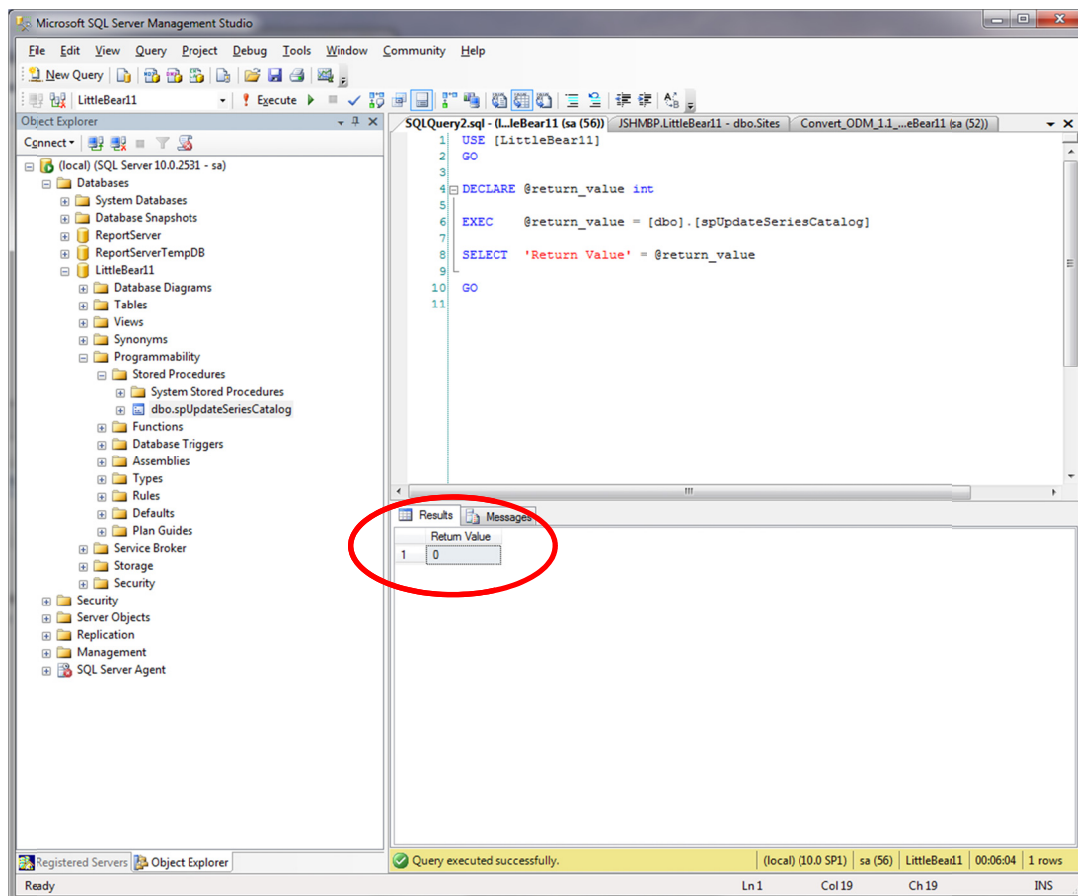 Microsoft SQL Server Management Studio
File Edit View Query Project Debug Tools Window Community Help
New Query
LittleBear11 Execute
Object Explorer
Connect
(local) (SQL Server 10.0.2531 - sa)
Databases
System Databases
Database Snapshots
ReportServer
ReportServerTempDB
LittleBear11
Database Diagrams
Tables
Views
Synonyms
Programmability
Stored Procedures
System Stored Procedures
dbo.spUpdateSeriesCatalog
Functions
Database Triggers
Assemblies
Types
Rules
Defaults
Plan Guides
Service Broker
Storage
Security
Security
Server Objects
Replication
Management
SQL Server Agent
Registered Servers Object Explorer
SQLQuery2.sql - (l...leBear11 (sa (56)) JSHMBP.LittleBear11 - dbo.Sites Convert_ODM_1.1_...eBear11 (sa (52))
1 USE [LittleBear11]
2 GO
3
4 DECLARE @return_value int
5
6 EXEC @return_value = [dbo].[spUpdateSeriesCatalog]
7
8 SELECT 'Return Value' = @return_value
9
10 GO
11
Results Messages
Return Value
1 0
Query executed successfully. (local) (10.0 SP1) sa (56) LittleBear11 00:06:04 1 rows
Ready Ln 1 Col 19 Ch 19 INS